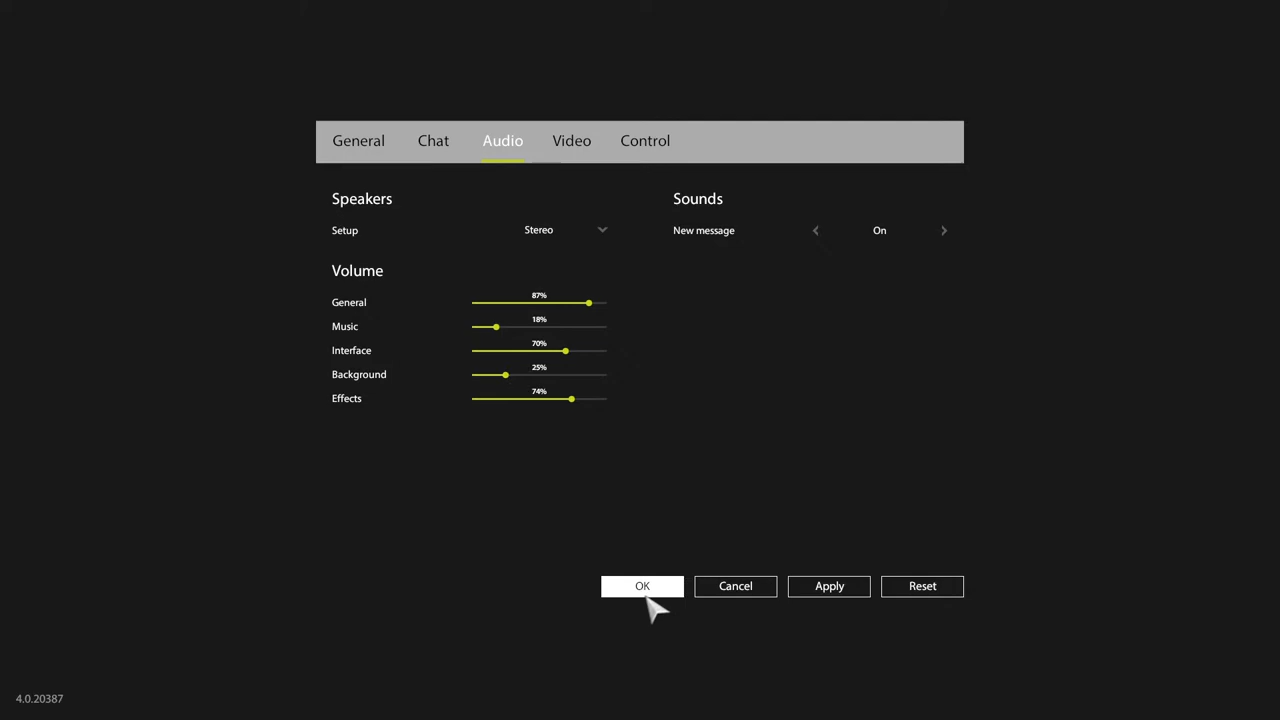 General Chat Audio Video Control
Speakers
Setup Stereo
Volume
General 87%
Music 18%
Interface 70%
Background 25%
Effects 74%
Sounds
New message On
OK Cancel Apply Reset
4.0.20387